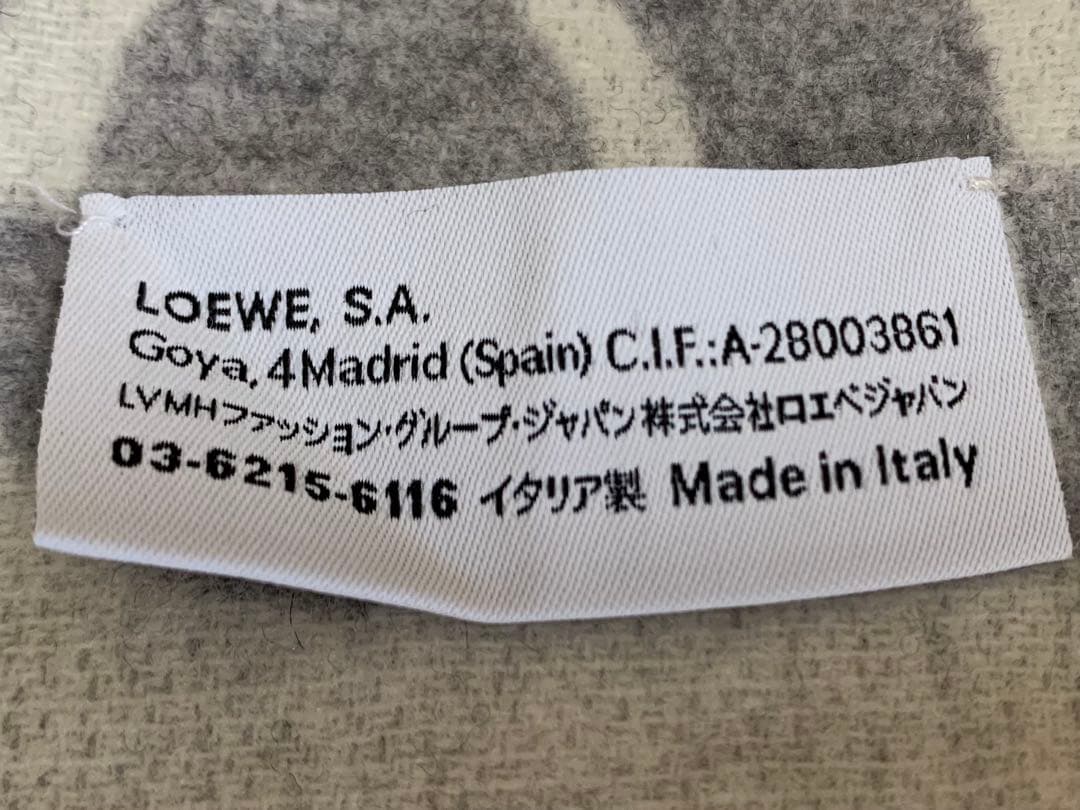 LOEWE, S.A.
Goya, 4 Madrid (Spain) C.I.F.:A-28003861
LVMHファッション・グループ・ジャパン株式会社ロエベジャパン
03-6215-6116 イタリア製 Made in Italy